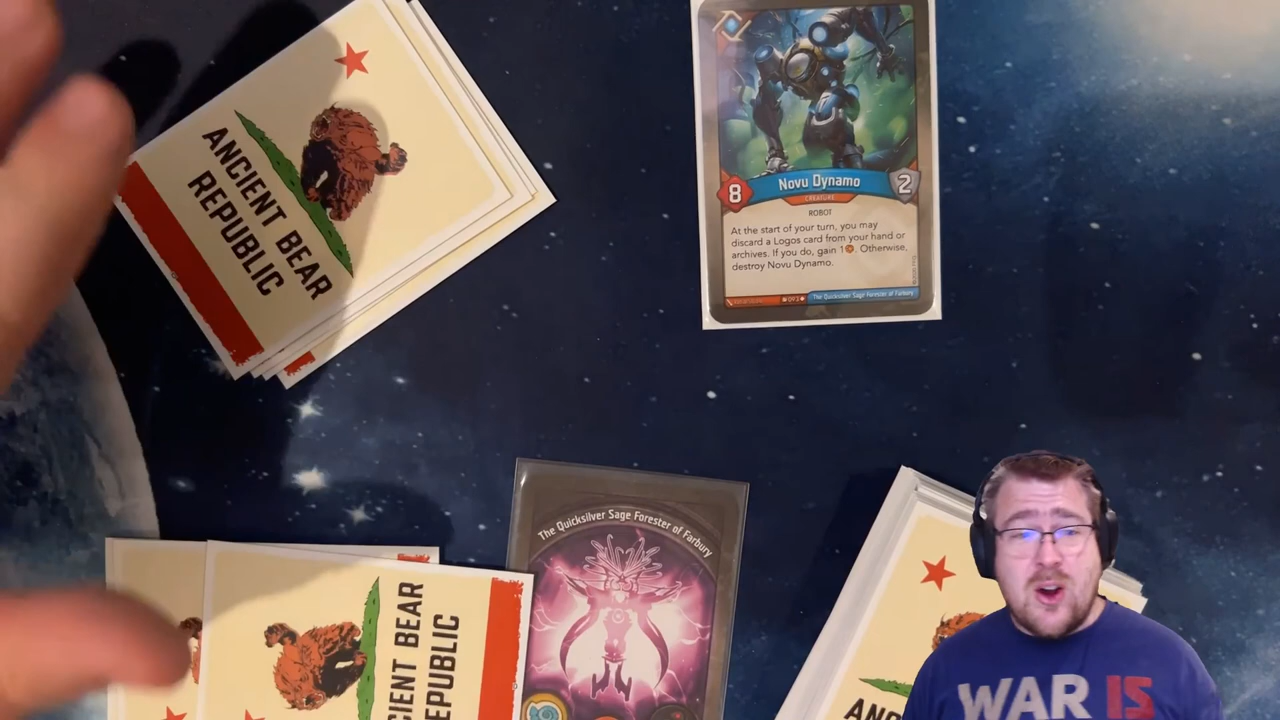 ANCIENT BEAR
REPUBLIC
8
Novu Dynamo
2
CREATURE
ROBOT
At the start of your turn, you may
discard a Logos card from your hand or
archives. If you do, gain 1
. Otherwise,
destroy Novu Dynamo.
093
The Quicksilver Sage Forester of Farbury
The Quicksilver Sage Forester of Farbury
CIENT BEAR
REPUBLIC
AN
WAR IS